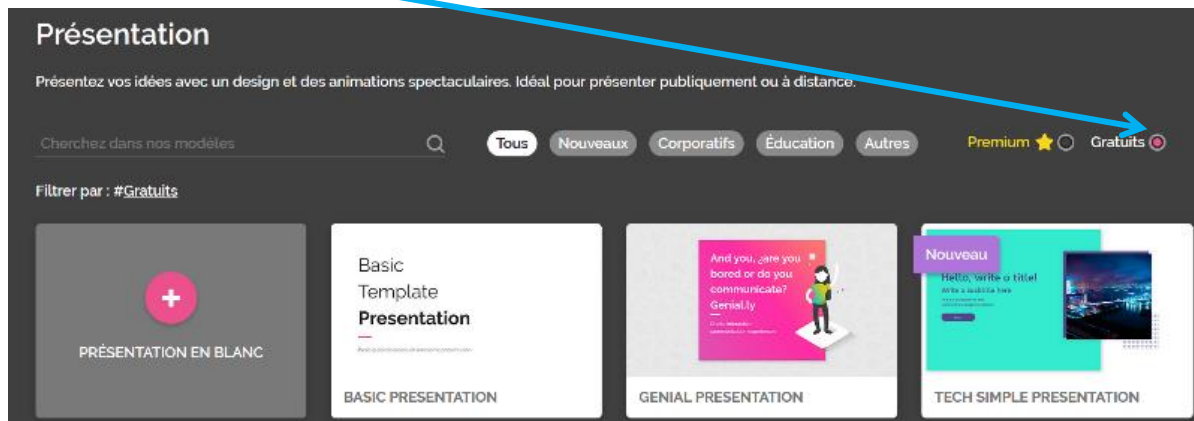 Présentation
Présentez vos idées avec un design et des animations spectaculaires. Idéal pour présenter publiquement ou à distance.
Cherchez dans nos modèles
Tous Nouveaux Corporatifs Éducation Autres Premium Gratuits
Filtrer par : #Gratuits
PRÉSENTATION EN BLANC
Basic
Template
Presentation
BASIC PRESENTATION
And you, ¿are you
bored or do you
communicate?
Genial.ly
GENIAL PRESENTATION
Nouveau
Hello, write a title!
Write a subtitle here
TECH SIMPLE PRESENTATION